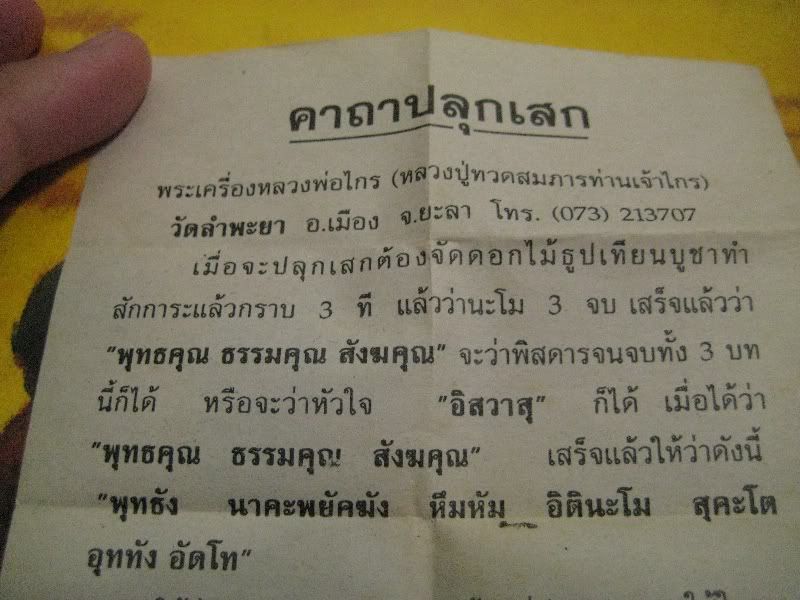 คาถาปลุกเสก
พระเครื่องหลวงพ่อไกร (หลวงปู่ทวดสมภารท่านเจ้าไกร)
วัดลำพะยา อ.เมือง จ.ยะลา โทร. (073) 213707
เมื่อจะปลุกเสกต้องจัดดอกไม้ธูปเทียนบูชาทำ
สักการะแล้วกราบ 3 ที แล้วว่านะโม 3 จบ เสร็จแล้วว่า
"พุทธคุณ ธรรมคุณ สังฆคุณ" จะว่าพิสดารจนจบทั้ง 3 บท
นี้ก็ได้ หรือจะว่าหัวใจ "อิสวาสุ" ก็ได้ เมื่อได้ว่า
"พุทธคุณ ธรรมคุณ สังฆคุณ" เสร็จแล้วให้ว่าดังนี้
"พุทธัง นาคะพยัคฆัง หึมหัม อิตินะโม สุคะโต
อุททัง อัดโท"